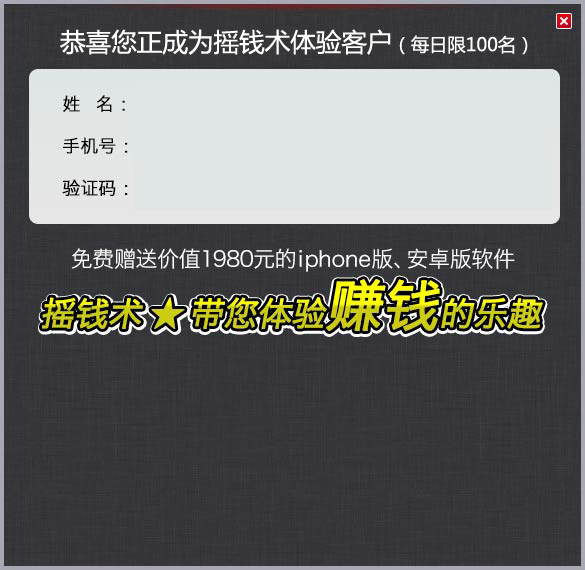 恭喜您正成为摇钱术体验客户（每日限100名）
姓 名：
手机号：
验证码：
免费赠送价值1980元的iphone版、安卓版软件
摇钱术★带您体验赚钱的乐趣